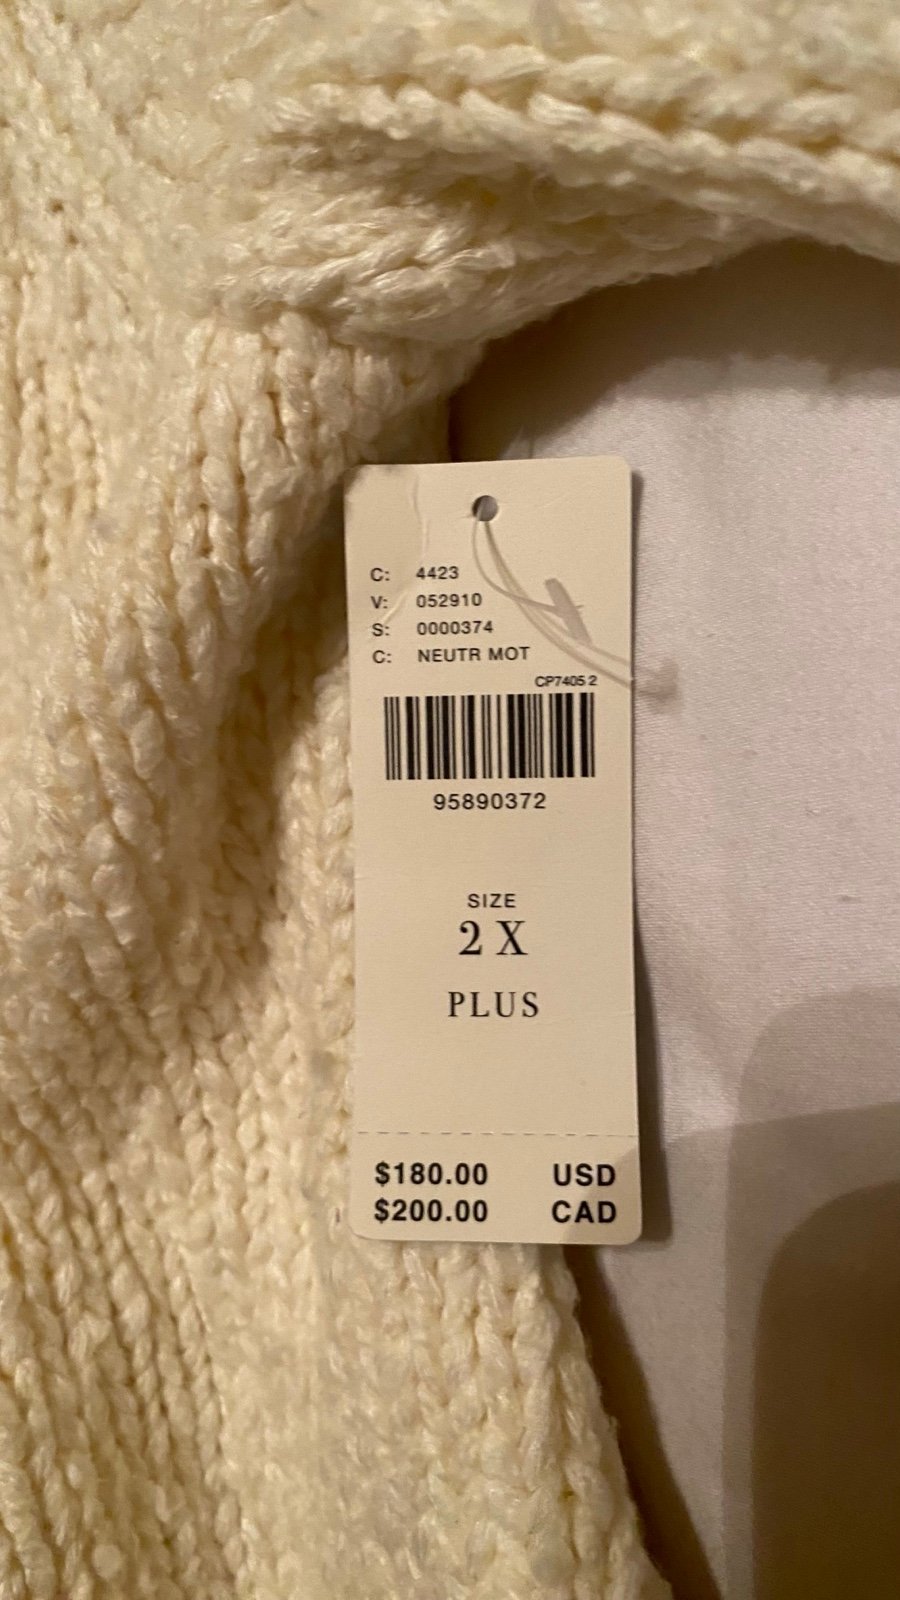 C: 4423
V: 052910
S: 0000374
C: NEUTR MOT
CP7405 2
95890372
SIZE
2 X
PLUS
$180.00 USD
$200.00 CAD